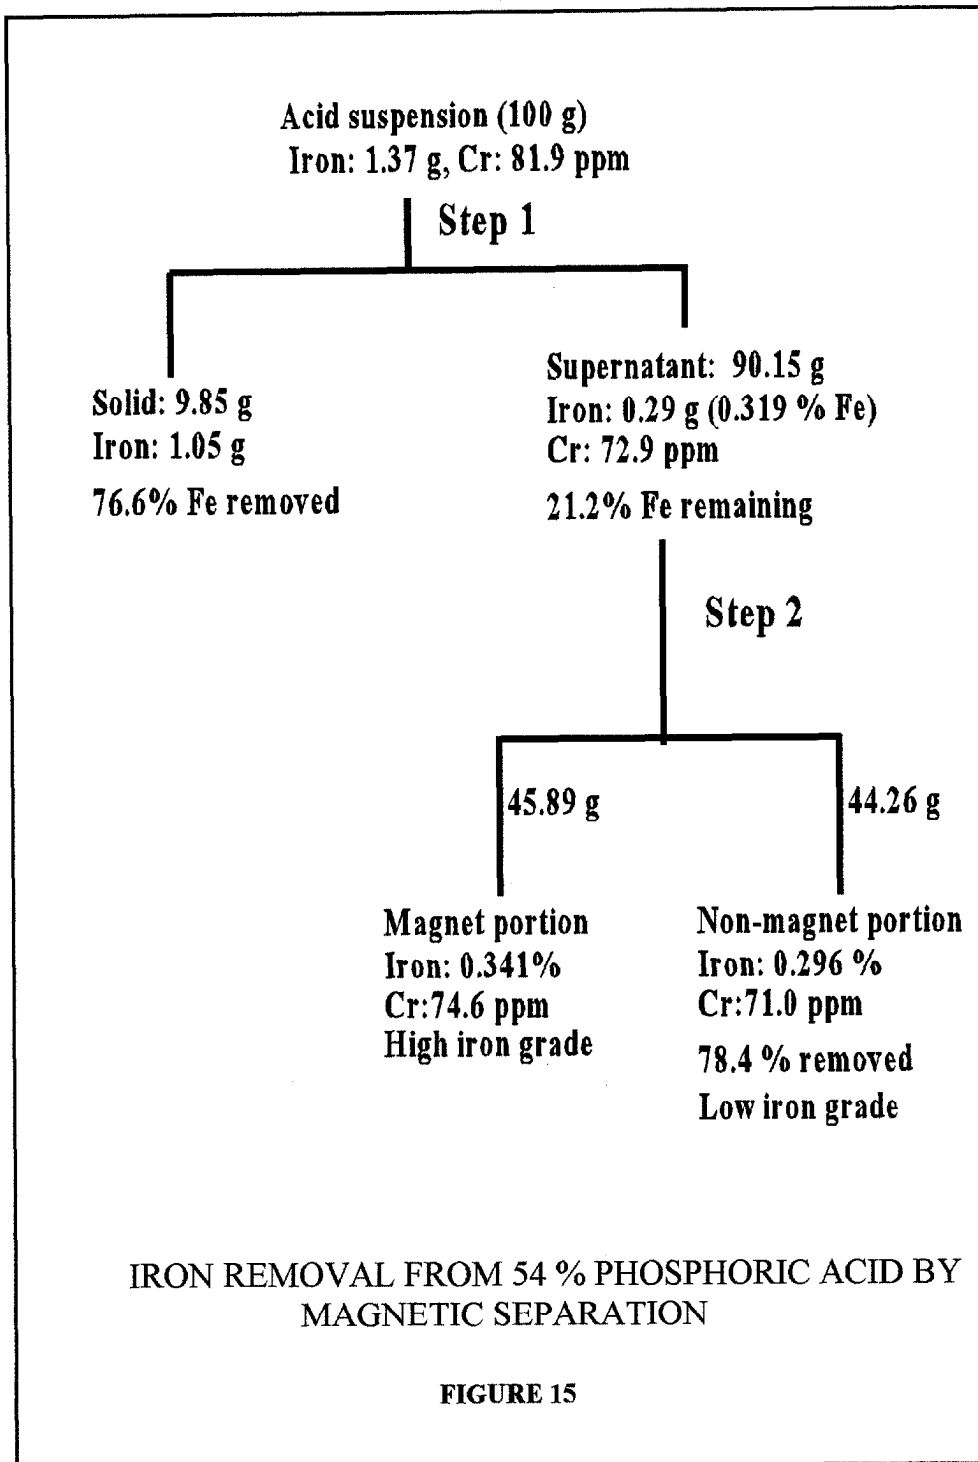 Acid suspension (100 g)
Iron: 1.37 g, Cr: 81.9 ppm
Step 1
Solid: 9.85 g
Iron: 1.05 g
76.6% Fe removed
Supernatant: 90.15 g
Iron: 0.29 g (0.319 % Fe)
Cr: 72.9 ppm
21.2% Fe remaining
Step 2
45.89 g
44.26 g
Magnet portion
Iron: 0.341%
Cr:74.6 ppm
High iron grade
Non-magnet portion
Iron: 0.296 %
Cr:71.0 ppm
78.4 % removed
Low iron grade
IRON REMOVAL FROM 54 % PHOSPHORIC ACID BY
MAGNETIC SEPARATION
FIGURE 15